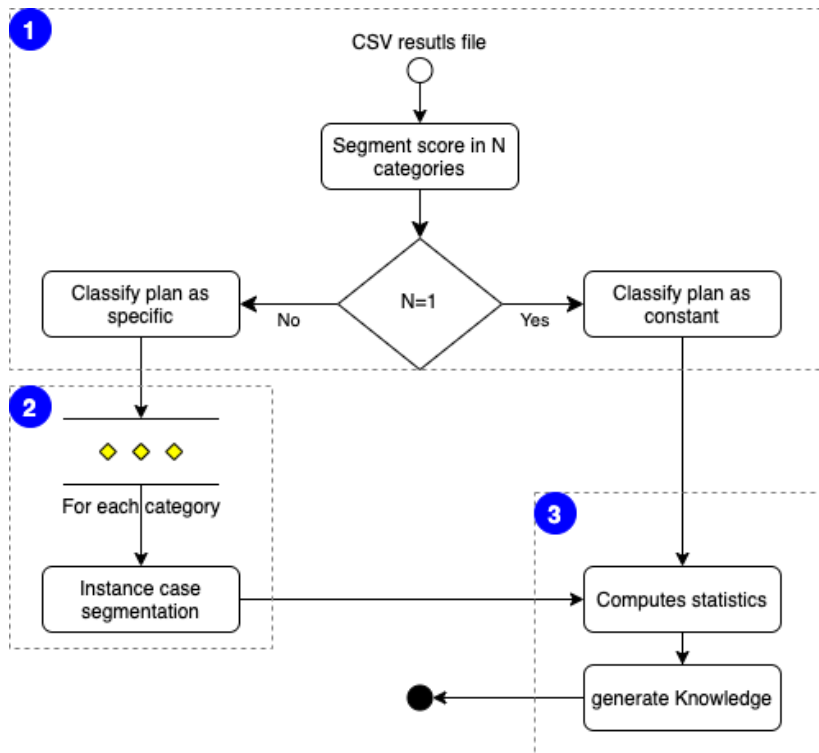 1
CSV resutls file
Segment score in N
categories
Classify plan as
specific
No
N=1
Yes
Classify plan as
constant
2
For each category
3
Instance case
segmentation
Computes statistics
generate Knowledge